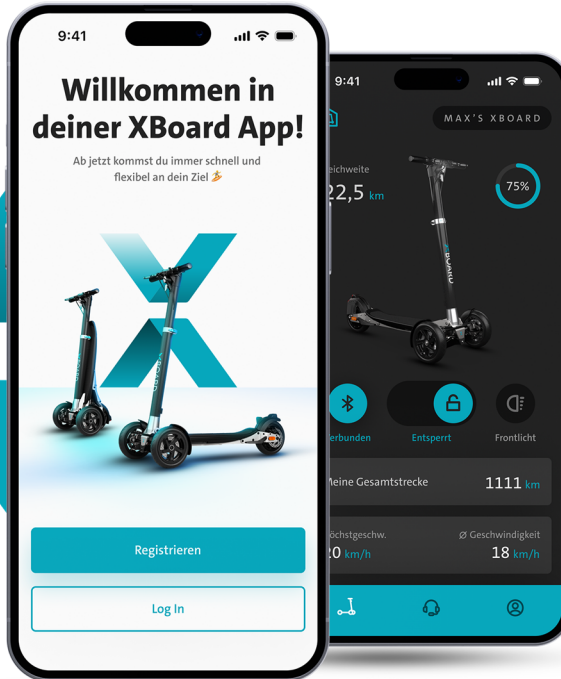 9:41
Willkommen in
deiner XBoard App!
Ab jetzt kommst du immer schnell und
flexibel an dein Ziel
X
BOARD
Registrieren
Log In
9:41
MAX'S XBOARD
eichweite
22,5 km
75%
BOARD
erbunden
Entsperrt
Frontlicht
Meine Gesamtstrecke
1111 km
öchstgeschw.
20 km/h
Ø Geschwindigkeit
18 km/h